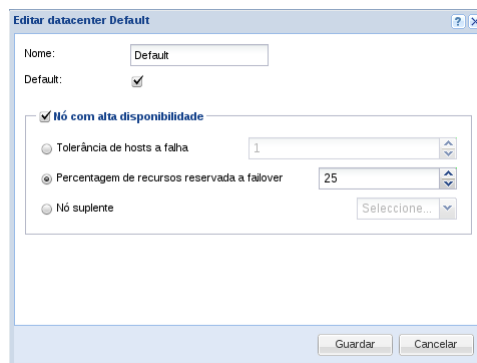 Editar datacenter Default
Nome: Default
Default:
Nó com alta disponibilidade
Tolerância de hosts a falha 1
Percentagem de recursos reservada a failover 25
Nó suplente Seleccione...
Guardar Cancelar